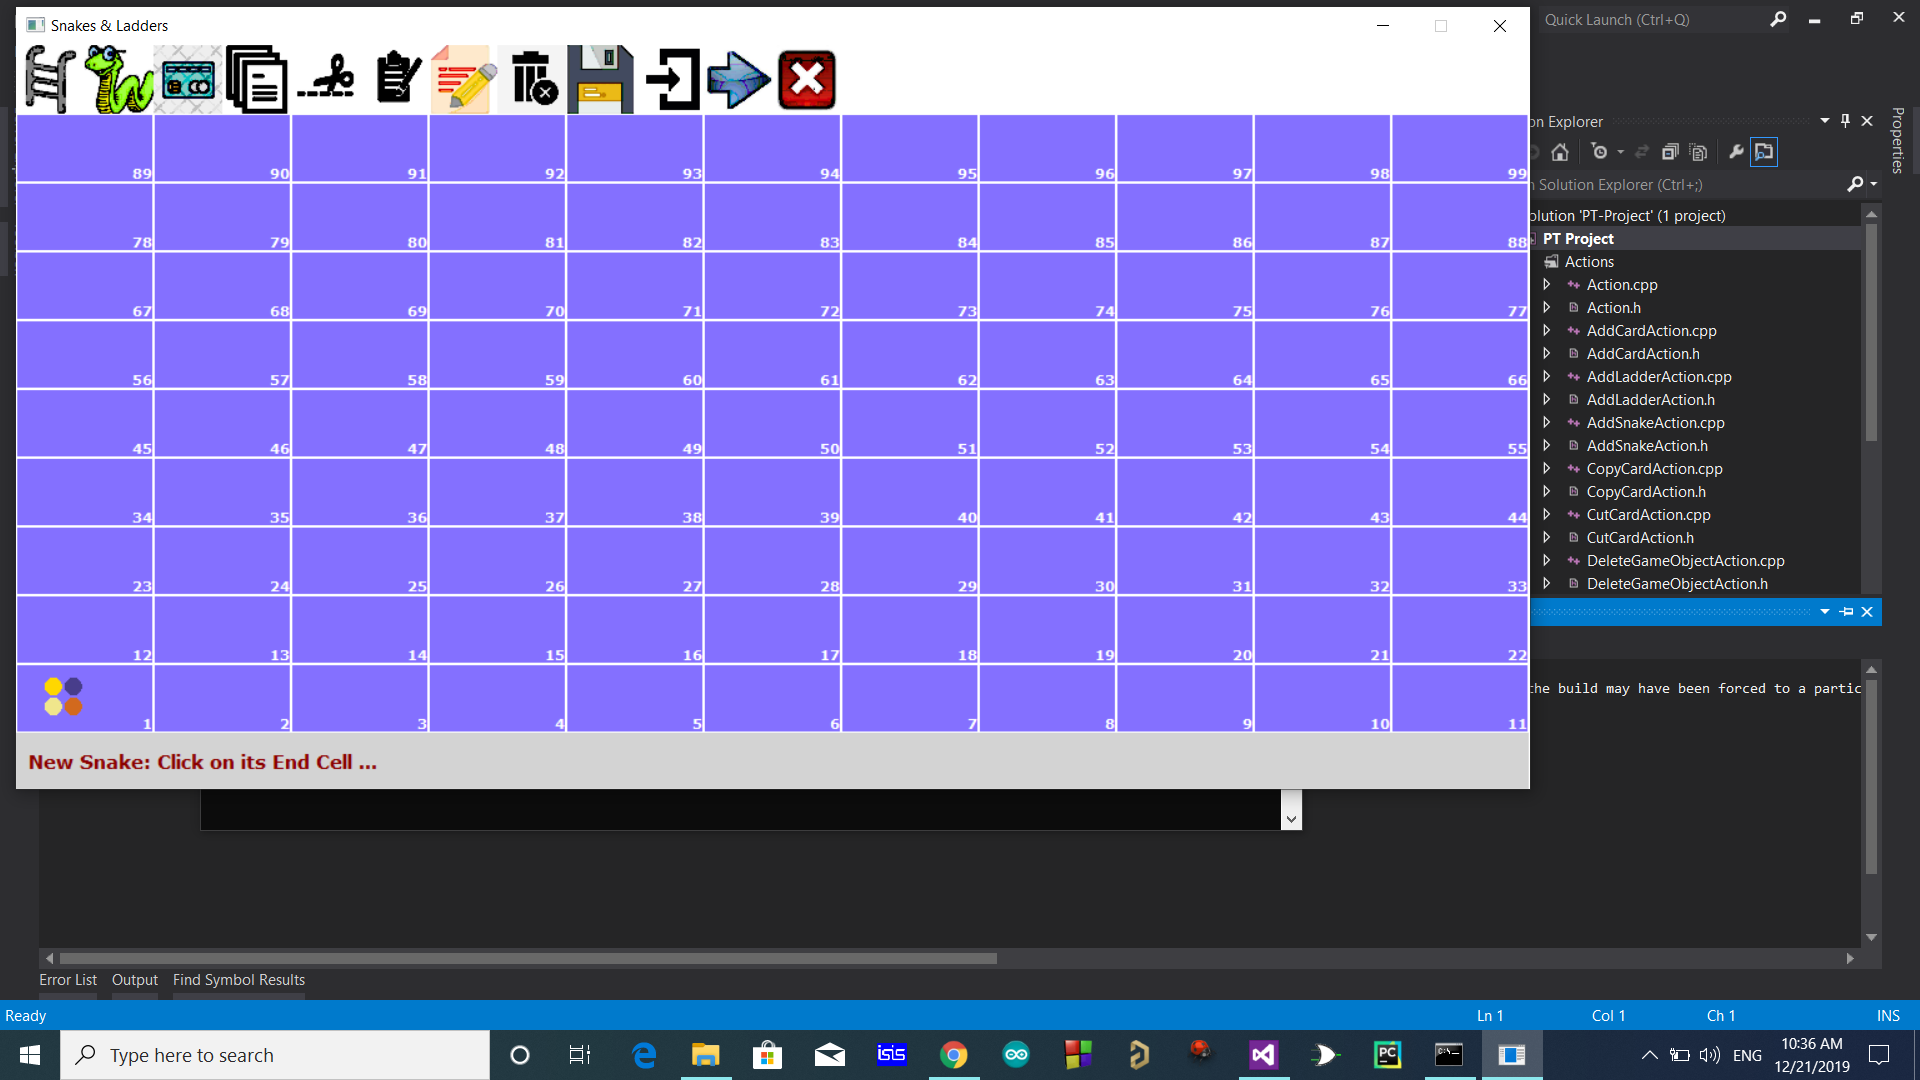 Snakes & Ladders
Quick Launch (Ctrl+Q)
89 90 91 92 93 94 95 96 97 98 99
78 79 80 81 82 83 84 85 86 87 88
67 68 69 70 71 72 73 74 75 76 77
56 57 58 59 60 61 62 63 64 65 66
45 46 47 48 49 50 51 52 53 54 55
34 35 36 37 38 39 40 41 42 43 44
23 24 25 26 27 28 29 30 31 32 33
12 13 14 15 16 17 18 19 20 21 22
1 2 3 4 5 6 7 8 9 10 11
New Snake: Click on its End Cell ...
on Explorer
Properties
Solution Explorer (Ctrl+;)
olution 'PT-Project' (1 project)
PT Project
Actions
Action.cpp
Action.h
AddCardAction.cpp
AddCardAction.h
AddLadderAction.cpp
AddLadderAction.h
AddSnakeAction.cpp
AddSnakeAction.h
CopyCardAction.cpp
CopyCardAction.h
CutCardAction.cpp
CutCardAction.h
DeleteGameObjectAction.cpp
DeleteGameObjectAction.h
the build may have been forced to a partic
Error List Output Find Symbol Results
Ready Ln 1 Col 1 Ch 1 INS
Type here to search
isis
PC
C:\
ENG
10:36 AM
12/21/2019